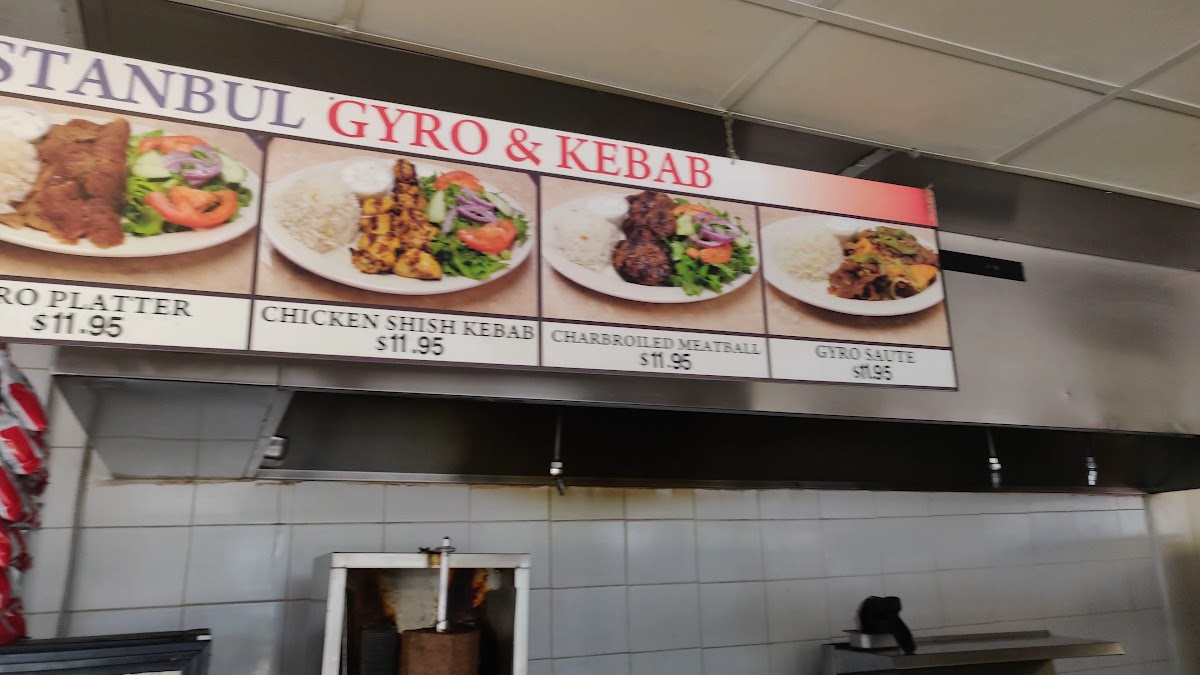 STANBUL GYRO & KEBAB
RO PLATTER
$11.95
CHICKEN SHISH KEBAB
$11.95
CHARBROILED MEATBALL
$11.95
GYRO SAUTE
$11.95